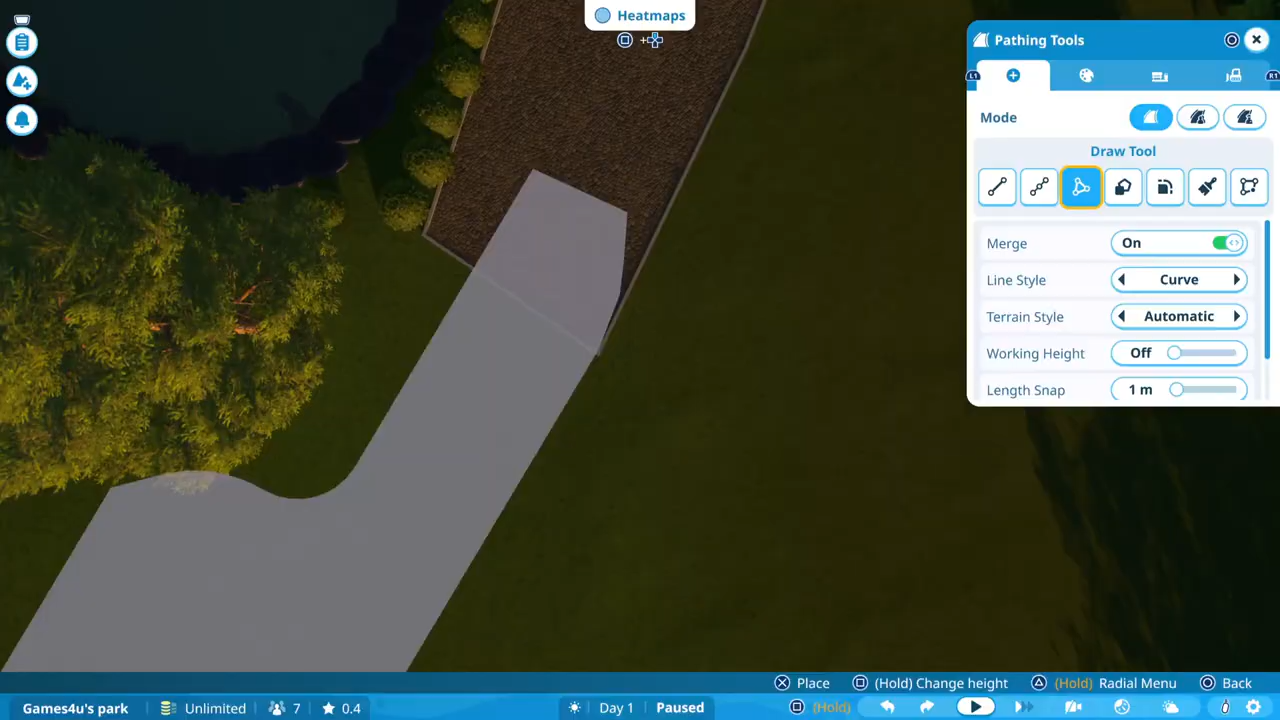 Heatmaps
+
Pathing Tools
L1
R1
Mode
Draw Tool
Merge
On
Line Style
Curve
Terrain Style
Automatic
Working Height
Off
Length Snap
1 m
Place
(Hold) Change height
(Hold) Radial Menu
Back
Games4u's park
Unlimited
7
0.4
Day 1
Paused
(Hold)